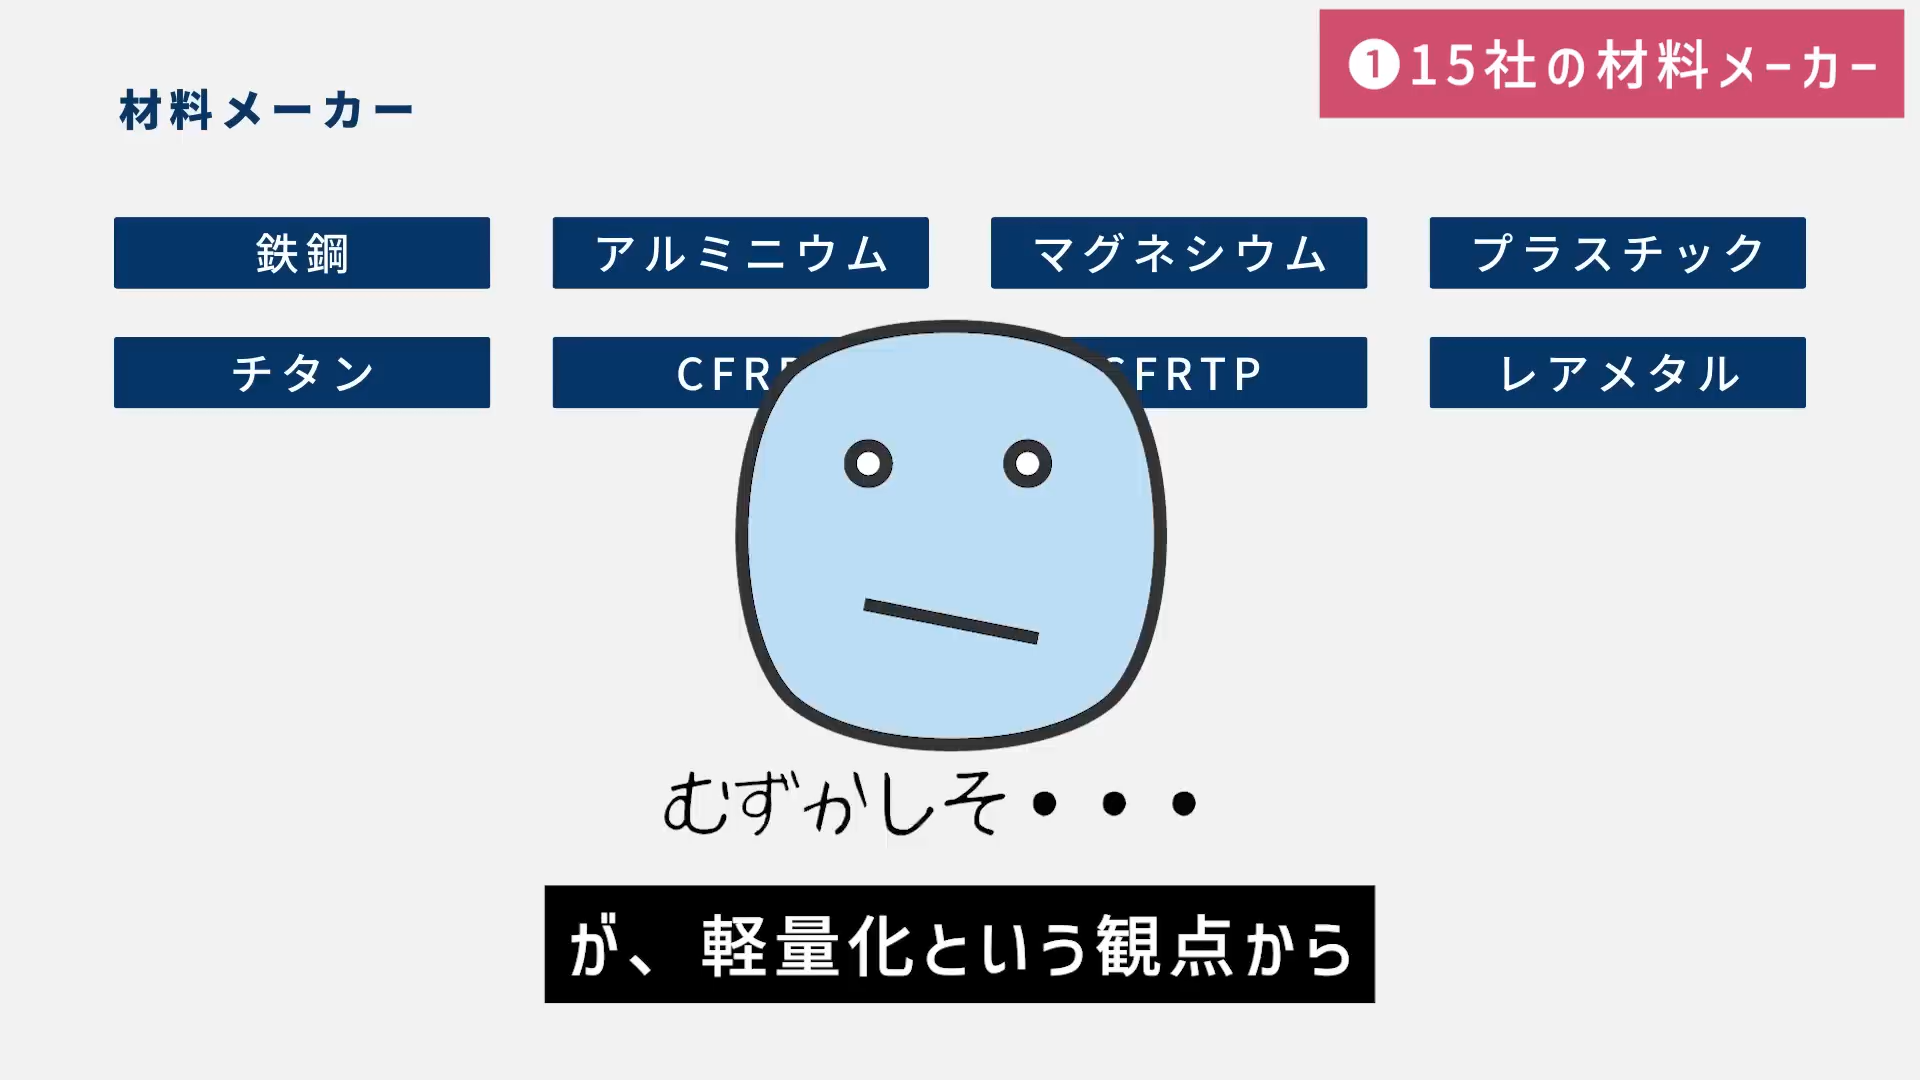 ❶15社の材料メーカー
材料メーカー
鉄鋼 アルミニウム マグネシウム プラスチック
チタン CFRP CFRTP レアメタル
むずかしそ・・・
が、軽量化という観点から